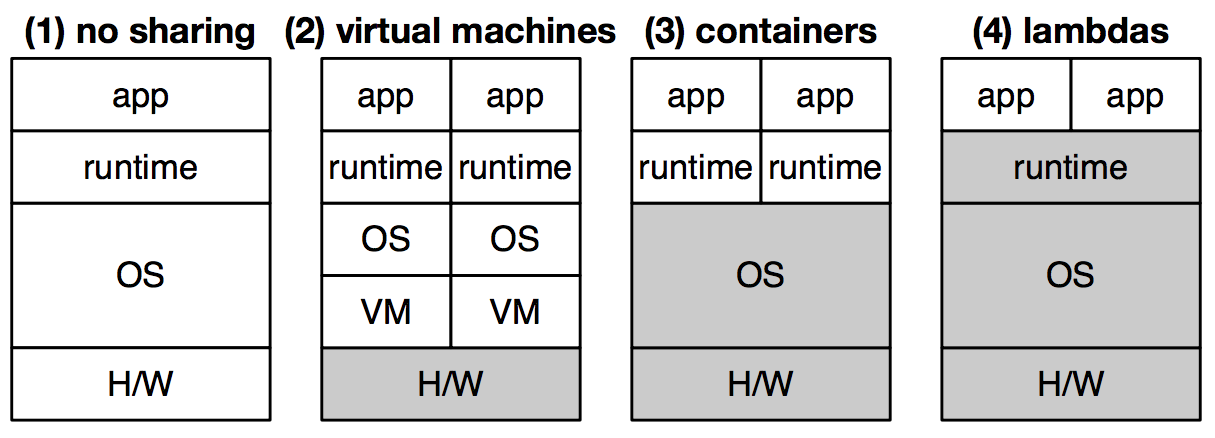 (1) no sharing
app
runtime
OS
H/W
(2) virtual machines
app app
runtime runtime
OS OS
VM VM
H/W
(3) containers
app app
runtime runtime
OS
H/W
(4) lambdas
app app
runtime
OS
H/W